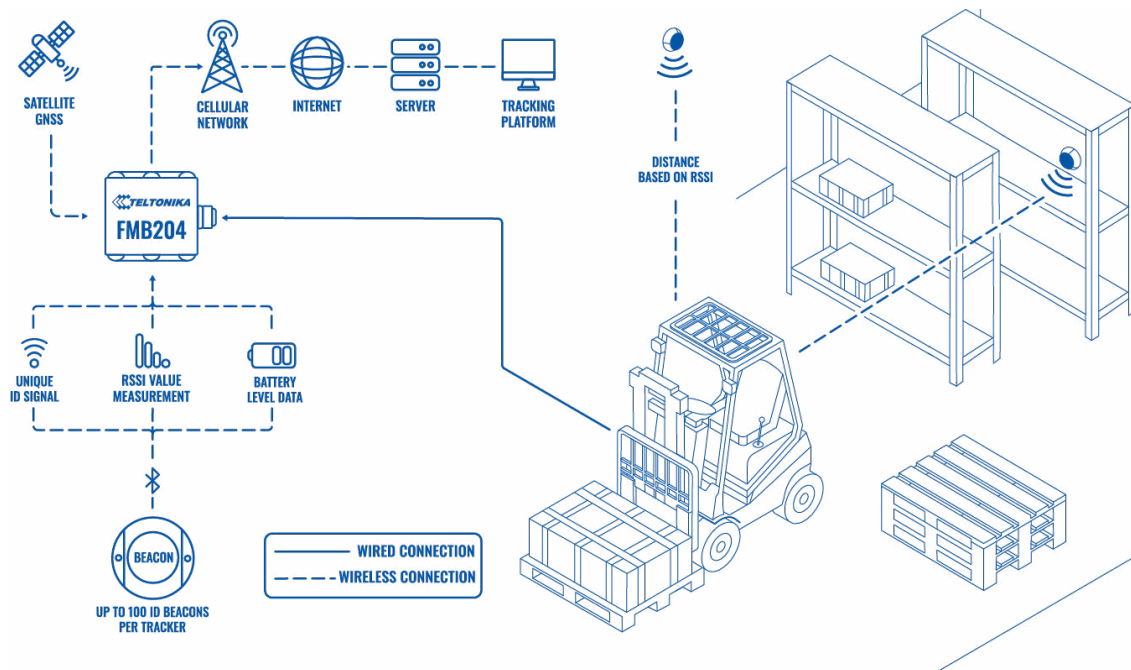 SATELLITE
GNSS
CELLULAR
NETWORK
INTERNET
SERVER
TRACKING
PLATFORM
DISTANCE
BASED ON RSSI
TELTONIKA
FMB204
UNIQUE
ID SIGNAL
RSSI VALUE
MEASUREMENT
BATTERY
LEVEL DATA
BEACON
UP TO 100 ID BEACONS
PER TRACKER
WIRED CONNECTION
WIRELESS CONNECTION